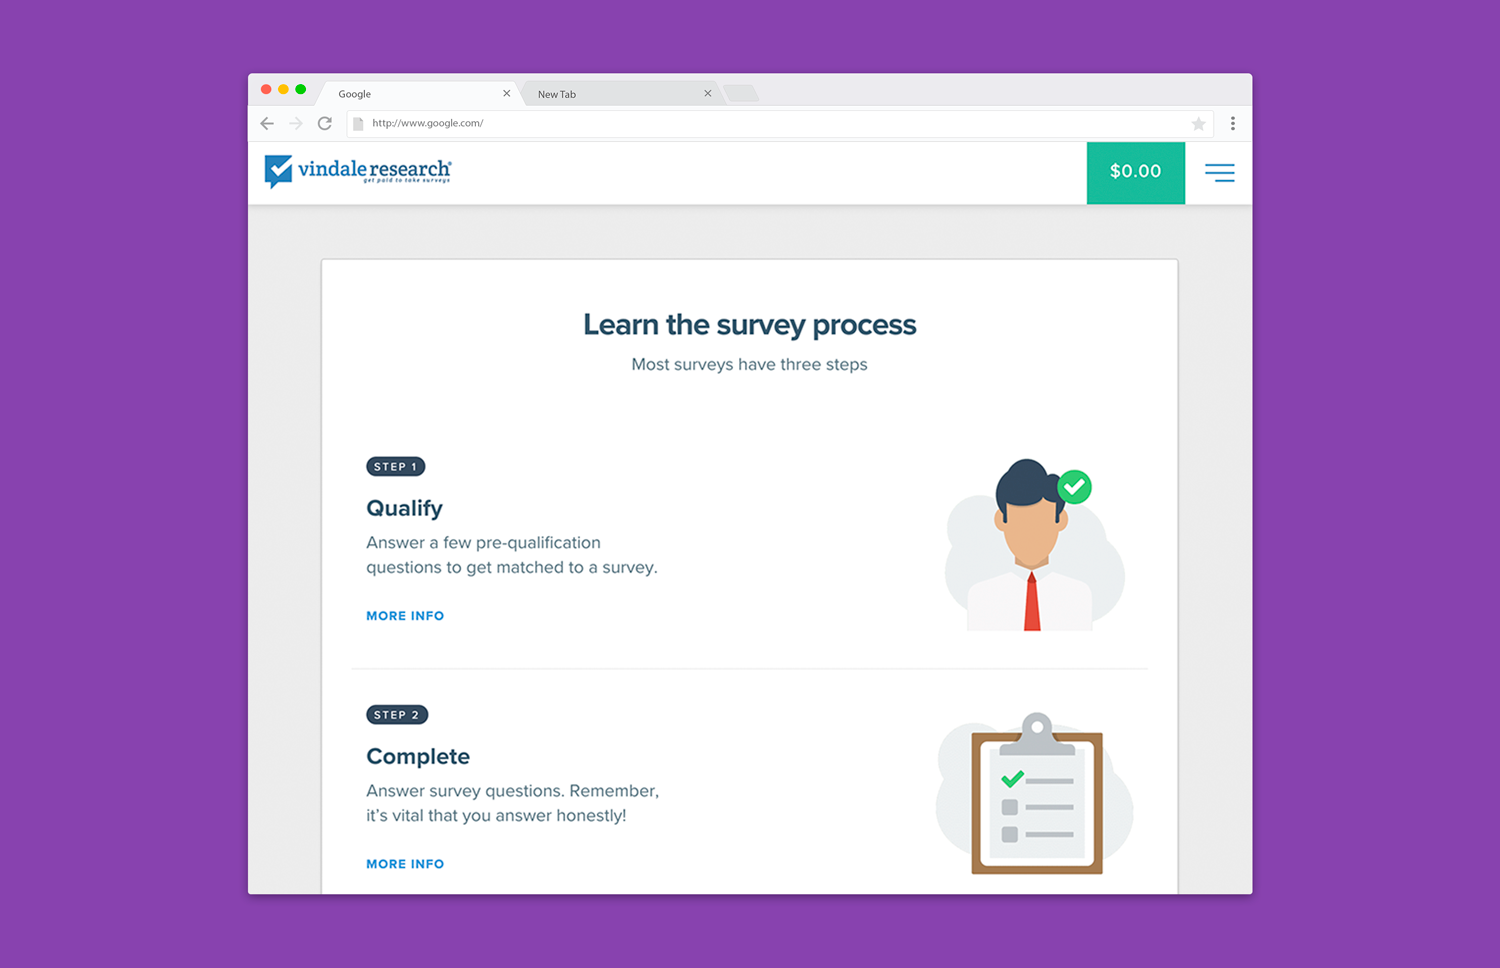 Google
New Tab
http://www.google.com/
vindale research®
get paid to take surveys
$0.00
Learn the survey process
Most surveys have three steps
STEP 1
Qualify
Answer a few pre-qualification
questions to get matched to a survey.
MORE INFO
STEP 2
Complete
Answer survey questions. Remember,
it's vital that you answer honestly!
MORE INFO